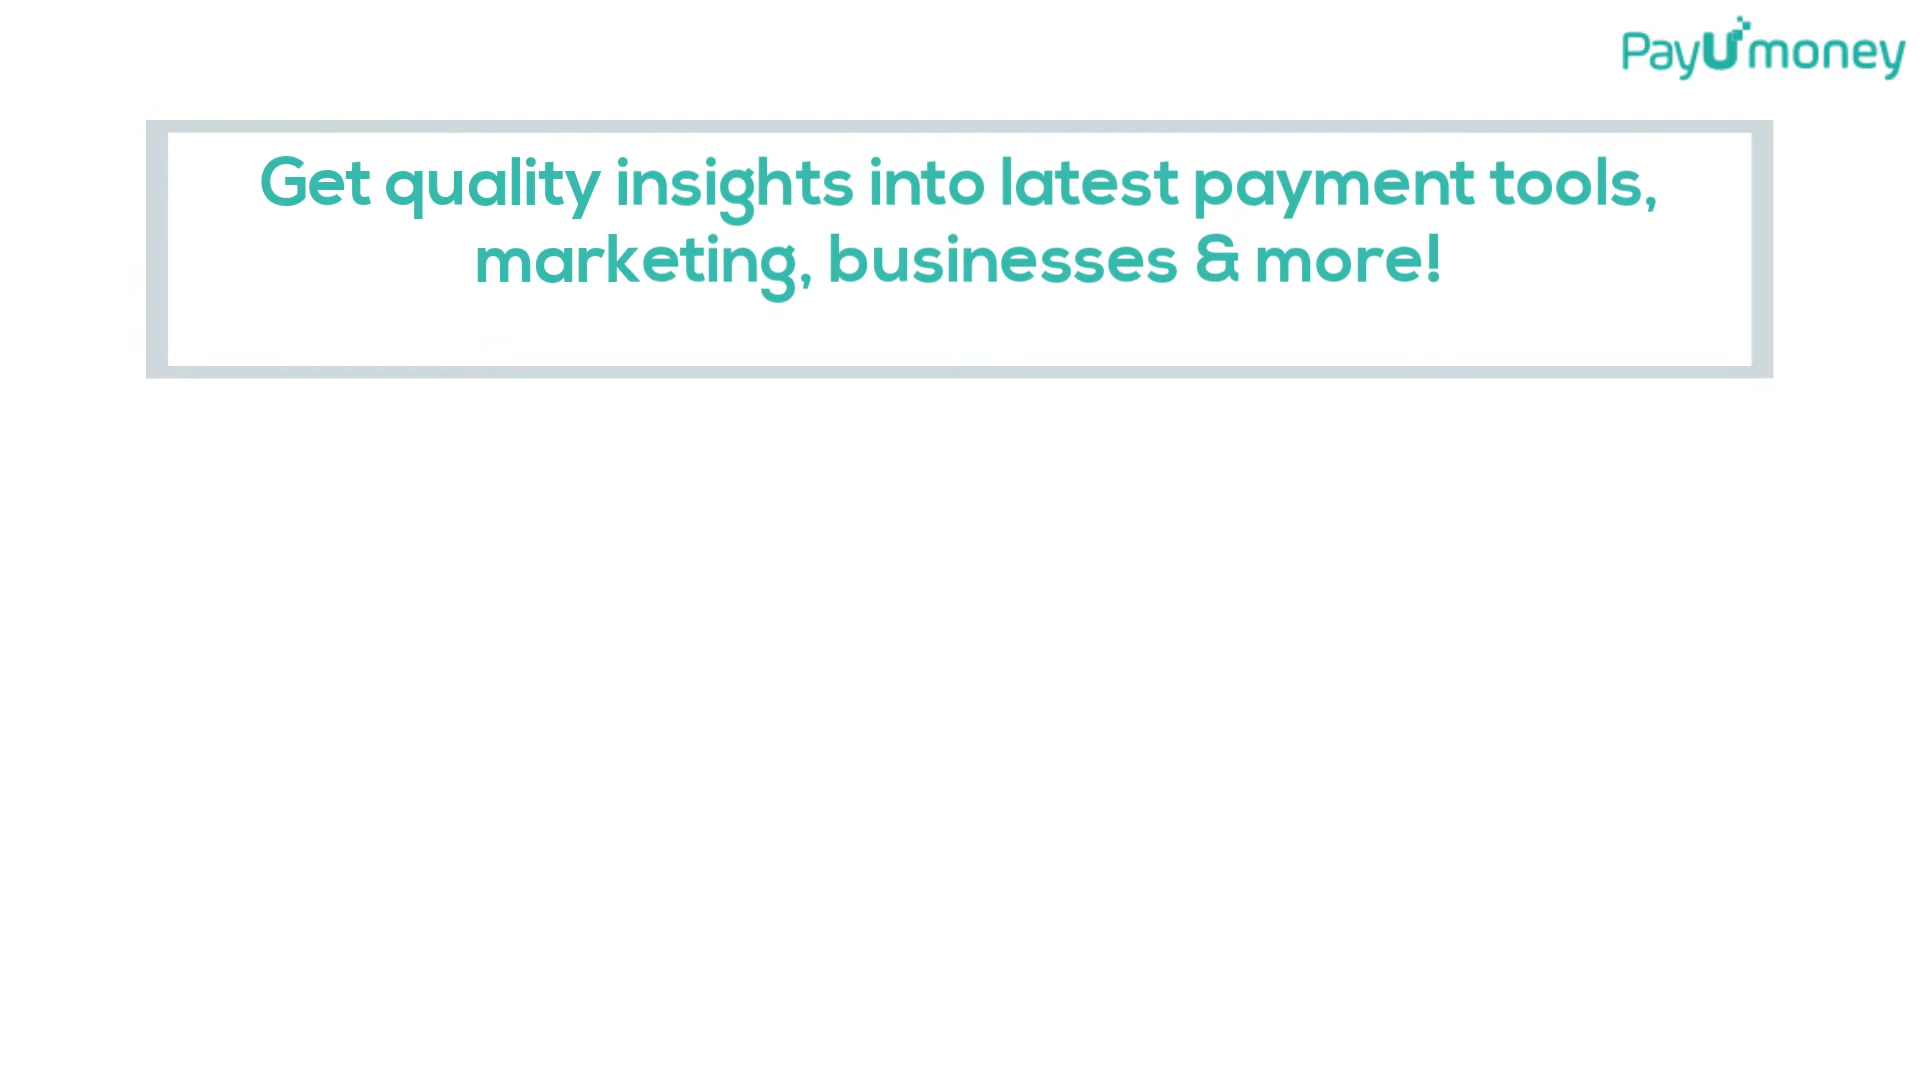 PayUmoney
Get quality insights into latest payment tools,
marketing, businesses & more!